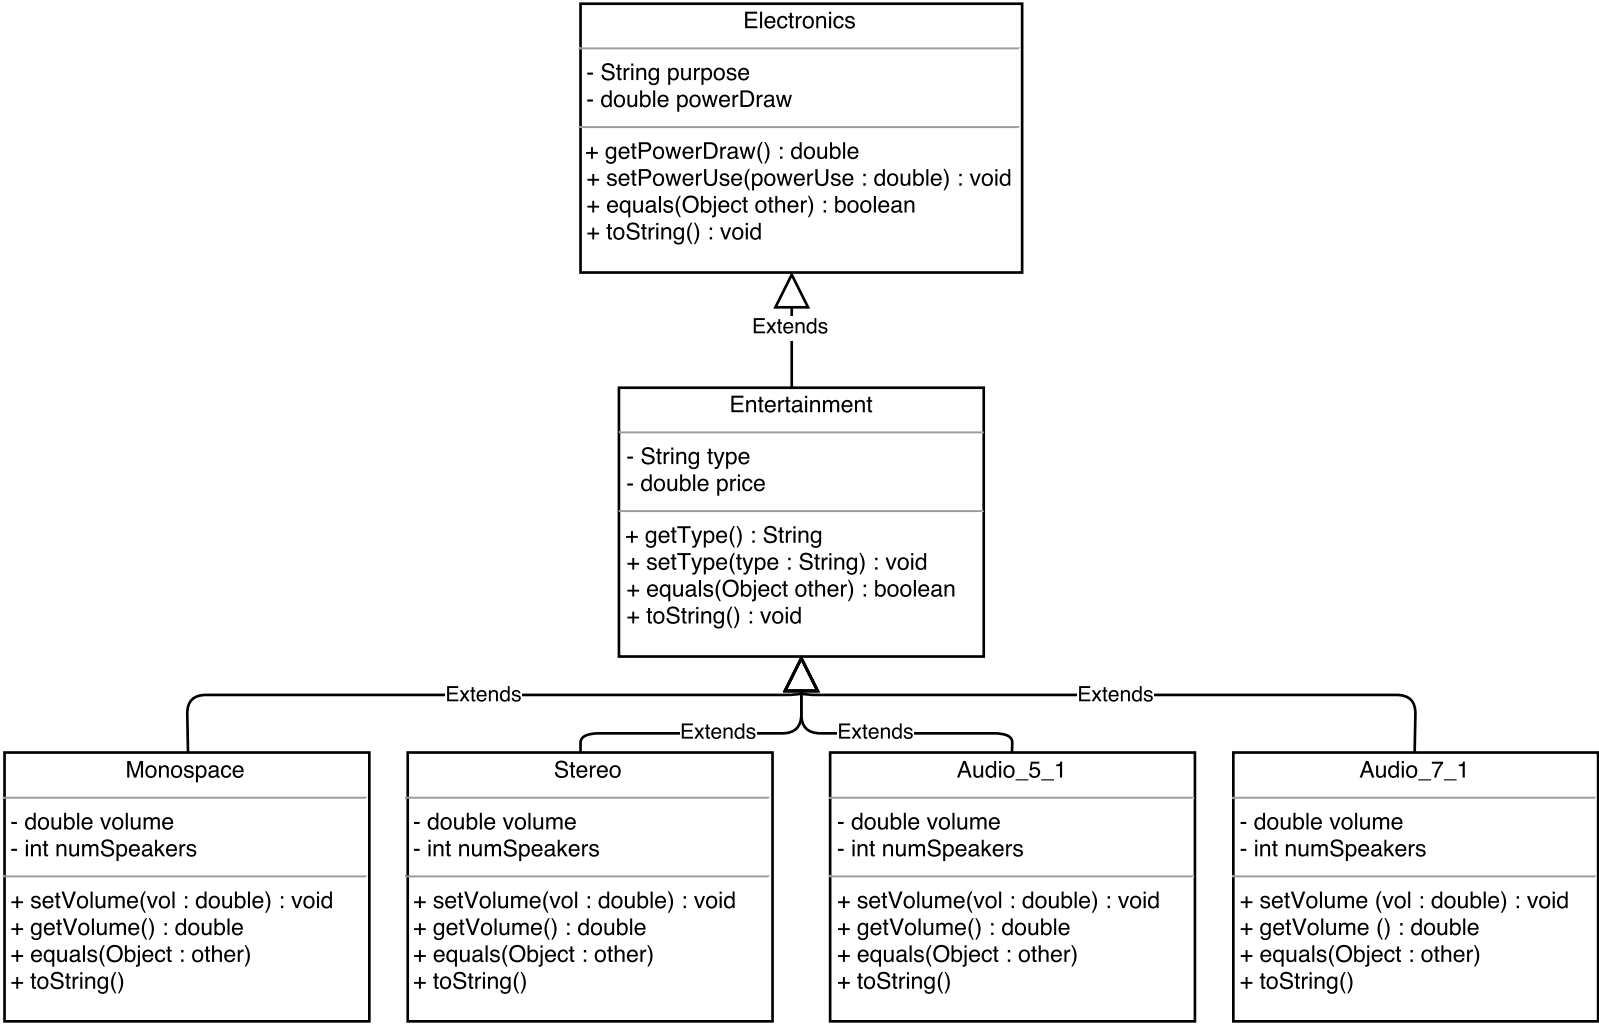 Electronics
- String purpose
- double powerDraw
+ getPowerDraw() : double
+ setPowerUse(powerUse : double) : void
+ equals(Object other) : boolean
+ toString() : void
Extends
Entertainment
- String type
- double price
+ getType() : String
+ setType(type : String) : void
+ equals(Object other) : boolean
+ toString() : void
Extends
Extends
Extends
Extends
Monospace
- double volume
- int numSpeakers
+ setVolume(vol : double) : void
+ getVolume() : double
+ equals(Object : other)
+ toString()
Stereo
- double volume
- int numSpeakers
+ setVolume(vol : double) : void
+ getVolume() : double
+ equals(Object : other)
+ toString()
Audio_5_1
- double volume
- int numSpeakers
+ setVolume(vol : double) : void
+ getVolume() : double
+ equals(Object : other)
+ toString()
Audio_7_1
- double volume
- int numSpeakers
+ setVolume (vol : double) : void
+ getVolume () : double
+ equals(Object : other)
+ toString()